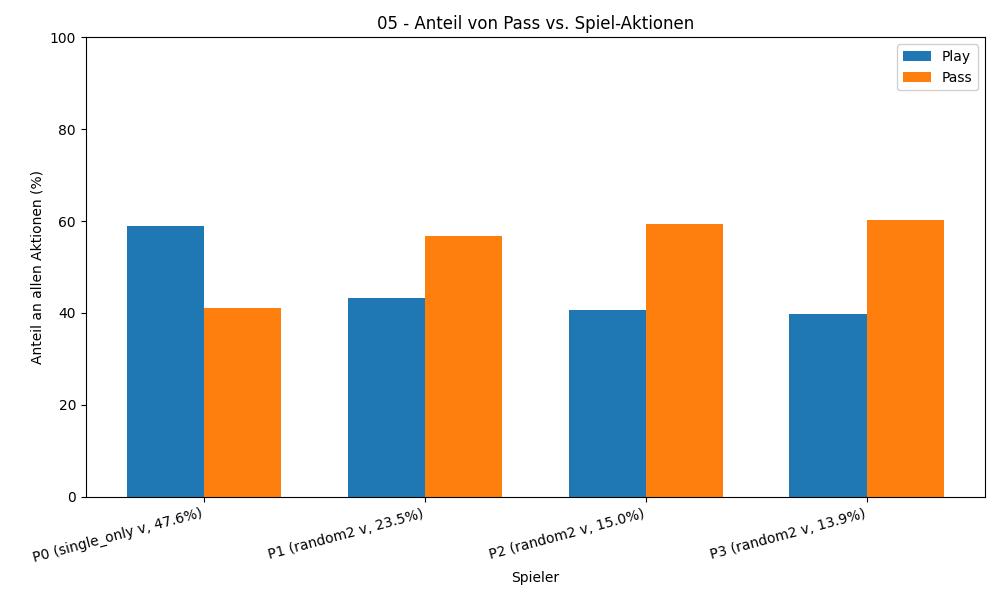 05 - Anteil von Pass vs. Spiel-Aktionen
Play
Pass
Anteil an allen Aktionen (%)
100
80
60
40
20
0
P0 (single_only v, 47.6%)
P1 (random2 v, 23.5%)
P2 (random2 v, 15.0%)
P3 (random2 v, 13.9%)
Spieler